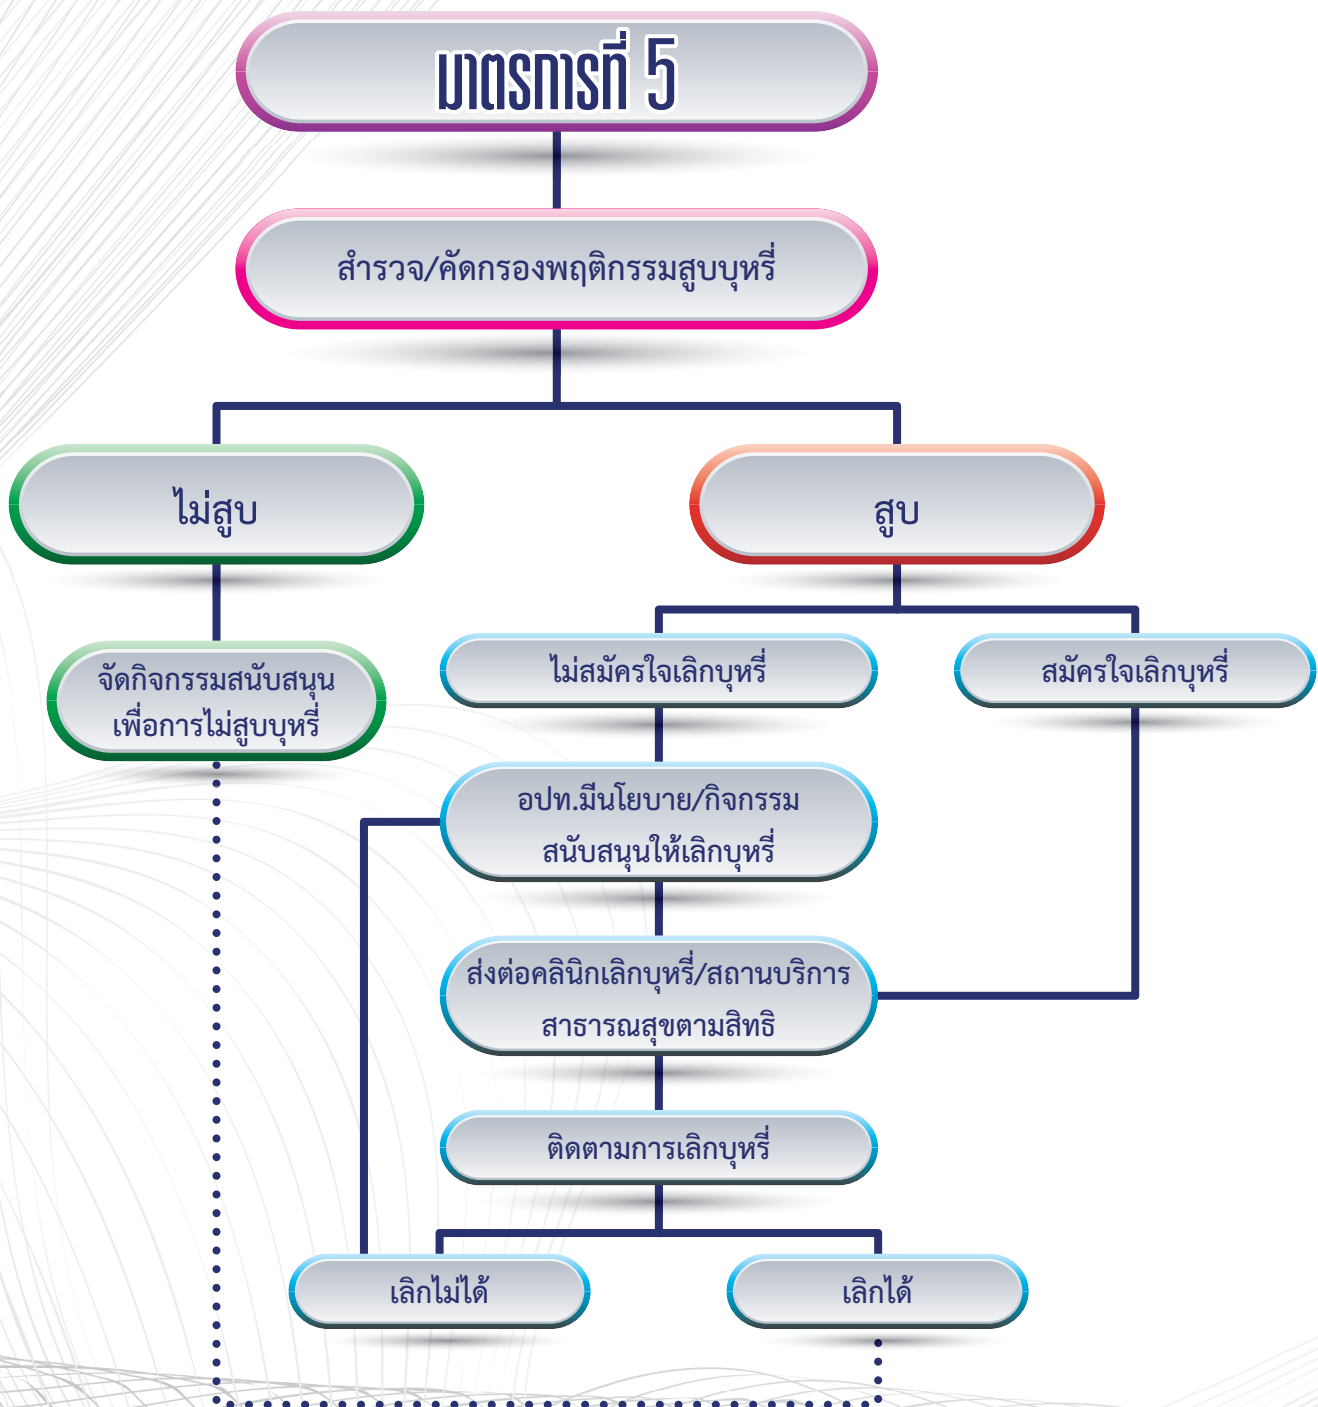 มาตรการที่ 5
สำรวจ/คัดกรองพฤติกรรมสูบบุหรี่
ไม่สูบ
สูบ
จัดกิจกรรมสนับสนุน
เพื่อการไม่สูบบุหรี่
ไม่สมัครใจเลิกบุหรี่
สมัครใจเลิกบุหรี่
อปท.มีนโยบาย/กิจกรรม
สนับสนุนให้เลิกบุหรี่
ส่งต่อคลินิกเลิกบุหรี่/สถานบริการ
สาธารณสุขตามสิทธิ
ติดตามการเลิกบุหรี่
เลิกไม่ได้
เลิกได้